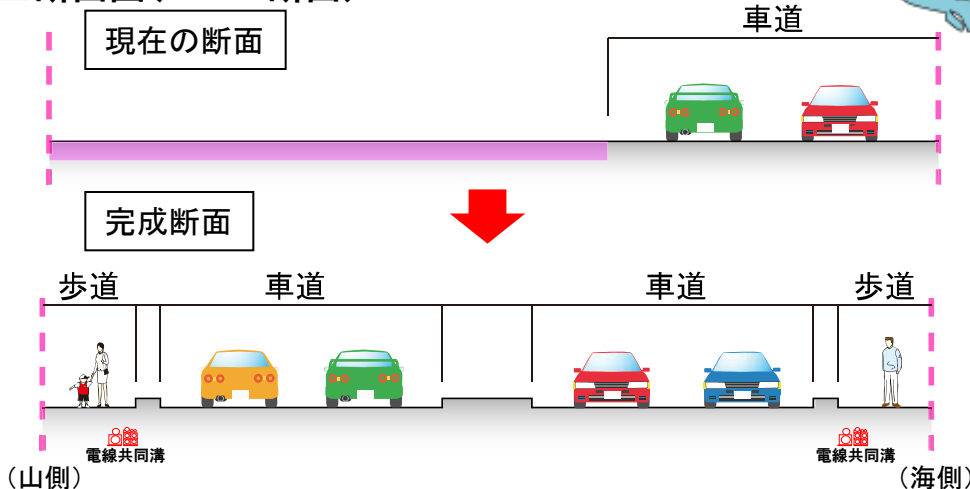 車道
現在の断面
完成断面
歩道 車道 車道 歩道
電線共同溝 電線共同溝
(山側) (海側)